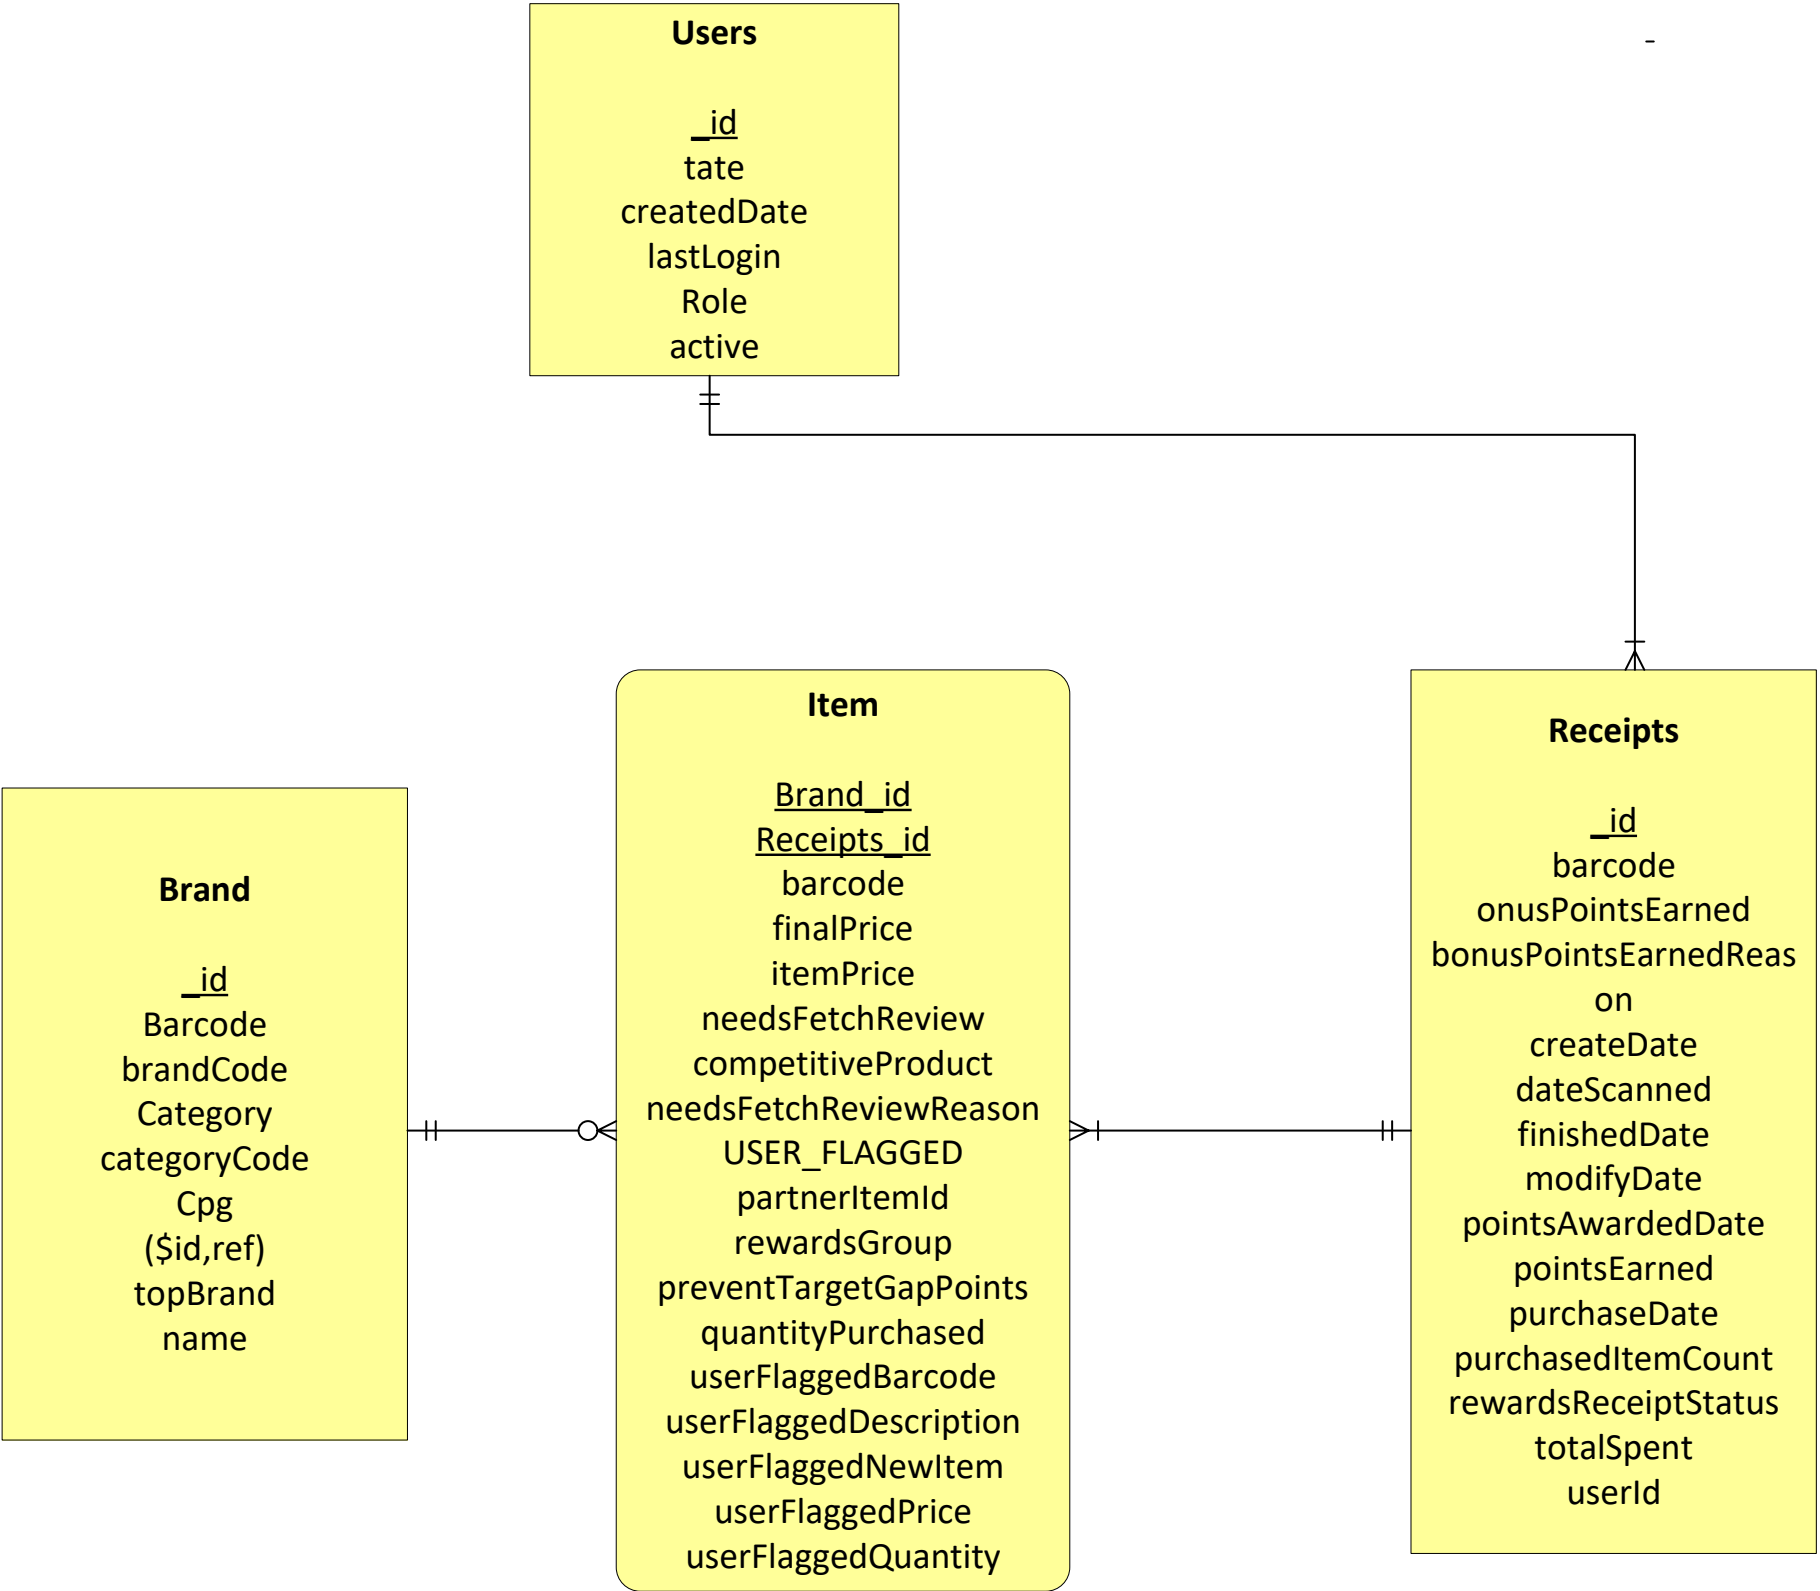 Users
_id
tate
createdDate
lastLogin
Role
active
-
Brand
_id
Barcode
brandCode
Category
categoryCode
Cpg
($id,ref)
topBrand
name
Item
Brand_id
Receipts_id
barcode
finalPrice
itemPrice
needsFetchReview
competitiveProduct
needsFetchReviewReason
USER_FLAGGED
partnerItemId
rewardsGroup
preventTargetGapPoints
quantityPurchased
userFlaggedBarcode
userFlaggedDescription
userFlaggedNewItem
userFlaggedPrice
userFlaggedQuantity
Receipts
_id
barcode
onusPointsEarned
bonusPointsEarnedReas
on
createDate
dateScanned
finishedDate
modifyDate
pointsAwardedDate
pointsEarned
purchaseDate
purchasedItemCount
rewardsReceiptStatus
totalSpent
userId